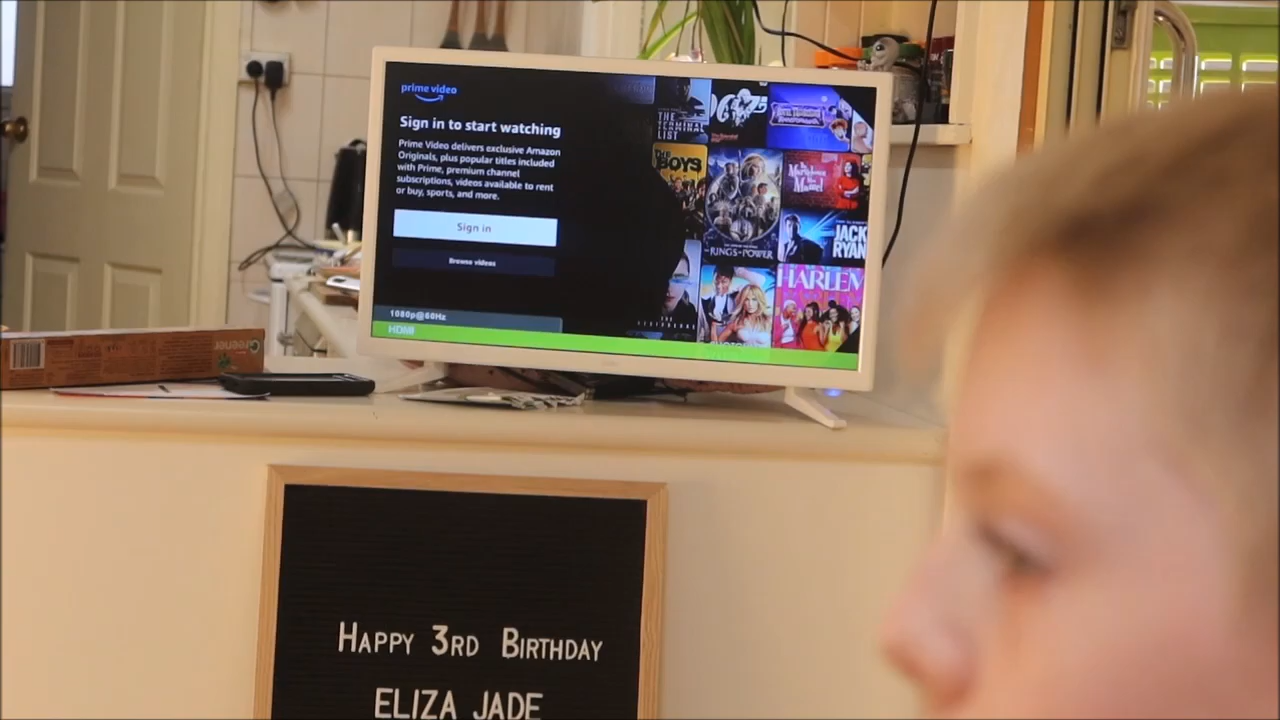 prime video
Sign in to start watching
Prime Video delivers exclusive Amazon
Originals, plus popular titles included
with Prime, premium channel
subscriptions, videos available to rent
or buy, sports, and more.
Sign in
Browse videos
1080p@60Hz
HDMI
THE
TERMINAL
LIST
007
THE
BOYS
Mrs.
Maisel
RINGS OF POWER
JACK
RYAN
HARLEM
Greener
HAPPY 3RD BIRTHDAY
ELIZA JADE